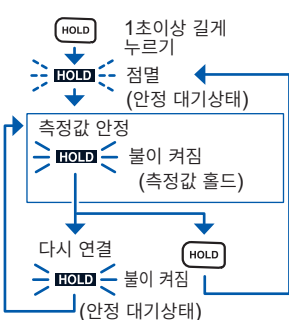 HOLD
1초이상 길게
누르기
HOLD 점멸
(안정 대기상태)
측정값 안정
HOLD 불이 켜짐
(측정값 홀드)
다시 연결
HOLD
HOLD 불이 켜짐
(안정 대기상태)